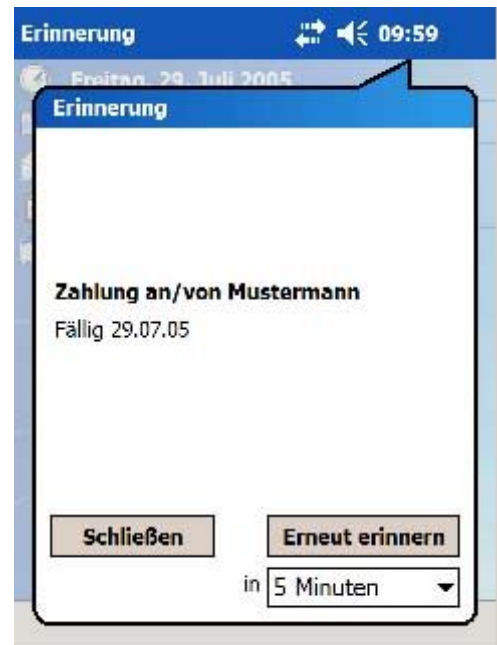 Erinnerung 09:59
Freitag, 29. Juli 2005
Erinnerung
Zahlung an/von Mustermann
Fällig 29.07.05
Schließen Erneut erinnern
in 5 Minuten